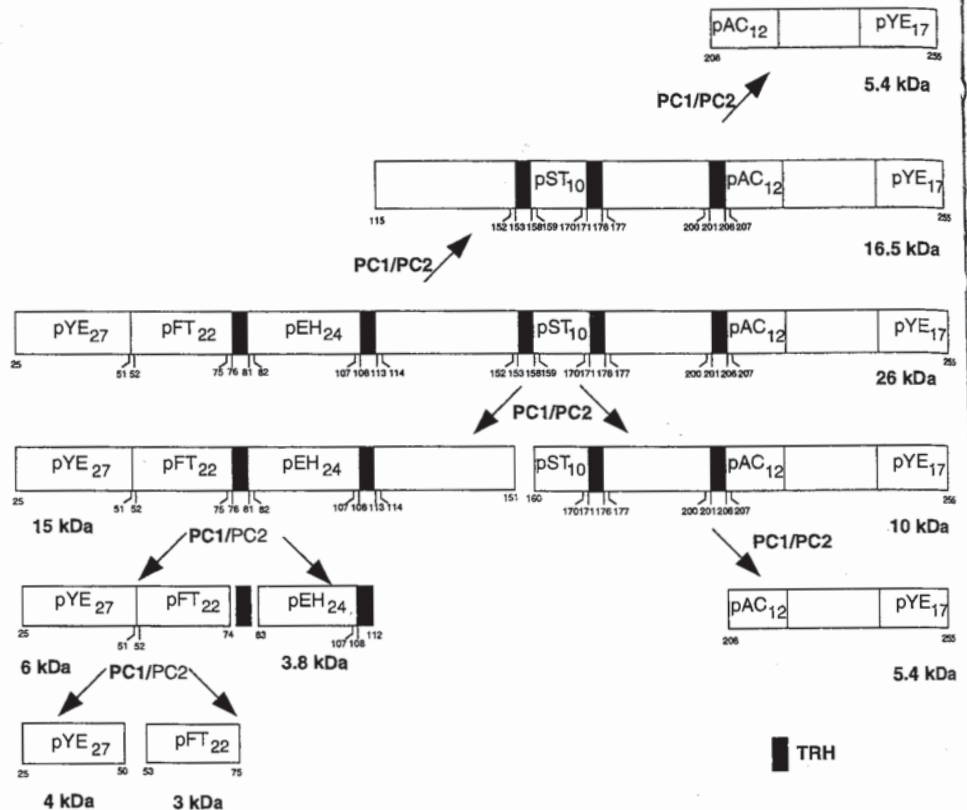 pAC12 pYE17
206 255
5.4 kDa
PC1/PC2
pST10 pAC12 pYE17
115 152 153 158 159 170 171 176 177 200 201 206 207 255
16.5 kDa
PC1/PC2
pYE27 pFT22 pEH24 pST10 pAC12 pYE17
25 51 52 75 76 81 82 107 108 113 114 152 153 158 159 170 171 176 177 200 201 206 207 255
26 kDa
PC1/PC2
pYE27 pFT22 pEH24 pST10 pAC12 pYE17
25 51 52 75 76 81 82 107 108 113 114 151 160 170 171 176 177 200 201 206 207 255
15 kDa 10 kDa
PC1/PC2 PC1/PC2
pYE27 pFT22 pEH24 pAC12 pYE17
25 51 52 74 83 107 108 112 206 255
6 kDa 3.8 kDa 5.4 kDa
PC1/PC2
pYE27 pFT22
25 50 53 75
TRH
4 kDa 3 kDa